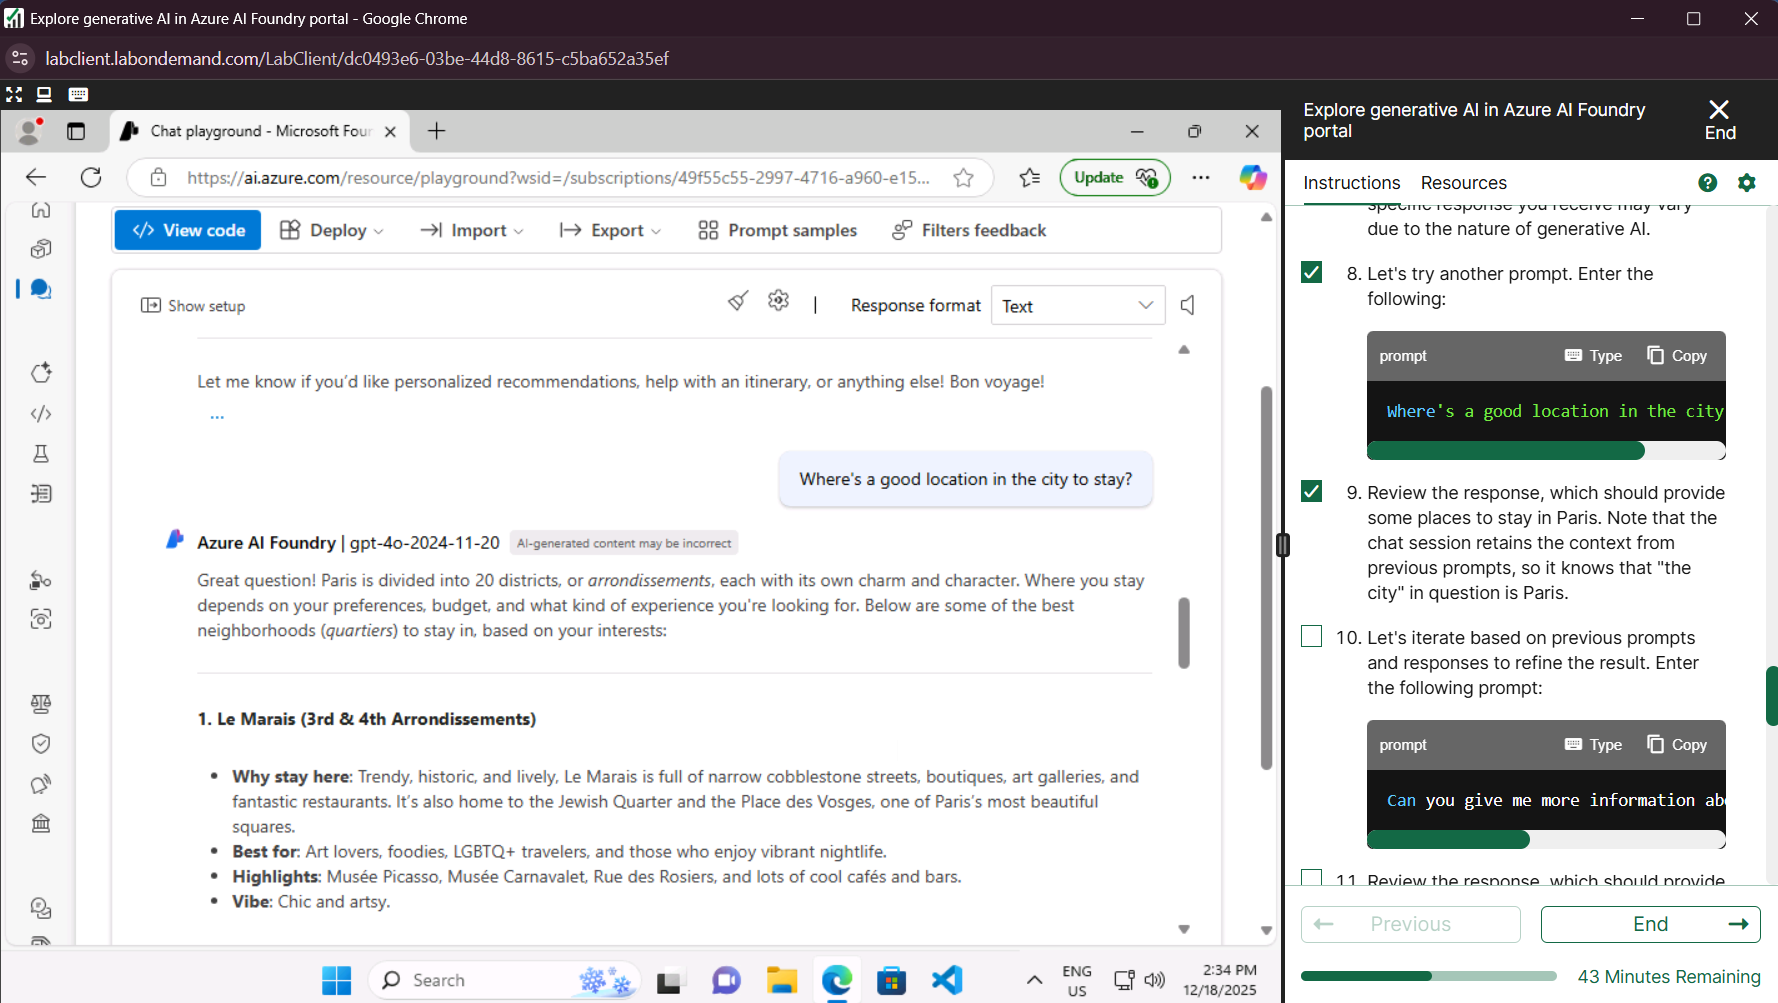 Explore generative AI in Azure AI Foundry portal - Google Chrome
labclient.labondemand.com/LabClient/dc0493e6-03be-44d8-8615-c5ba652a35ef
Chat playground - Microsoft Four
https://ai.azure.com/resource/playground?wsid=/subscriptions/49f55c55-2997-4716-a960-e15...
Update
View code
Deploy
Import
Export
Prompt samples
Filters feedback
Show setup
Response format
Text
Let me know if you'd like personalized recommendations, help with an itinerary, or anything else! Bon voyage!
...
Where's a good location in the city to stay?
Azure AI Foundry | gpt-4o-2024-11-20
AI-generated content may be incorrect
Great question! Paris is divided into 20 districts, or arrondissements, each with its own charm and character. Where you stay
depends on your preferences, budget, and what kind of experience you're looking for. Below are some of the best
neighborhoods (quartiers) to stay in, based on your interests:
1. Le Marais (3rd & 4th Arrondissements)
• Why stay here: Trendy, historic, and lively, Le Marais is full of narrow cobblestone streets, boutiques, art galleries, and
fantastic restaurants. It's also home to the Jewish Quarter and the Place des Vosges, one of Paris's most beautiful
squares.
• Best for: Art lovers, foodies, LGBTQ+ travelers, and those who enjoy vibrant nightlife.
• Highlights: Musée Picasso, Musée Carnavalet, Rue des Rosiers, and lots of cool cafés and bars.
• Vibe: Chic and artsy.
Search
ENG
US
2:34 PM
12/18/2025
Explore generative AI in Azure AI Foundry
portal
End
Instructions
Resources
specific response you receive may vary
due to the nature of generative AI.
8. Let's try another prompt. Enter the
following:
prompt
Type
Copy
Where's a good location in the city
9. Review the response, which should provide
some places to stay in Paris. Note that the
chat session retains the context from
previous prompts, so it knows that "the
city" in question is Paris.
10. Let's iterate based on previous prompts
and responses to refine the result. Enter
the following prompt:
prompt
Type
Copy
Can you give me more information abo
11. Review the response, which should provide
Previous
End
43 Minutes Remaining